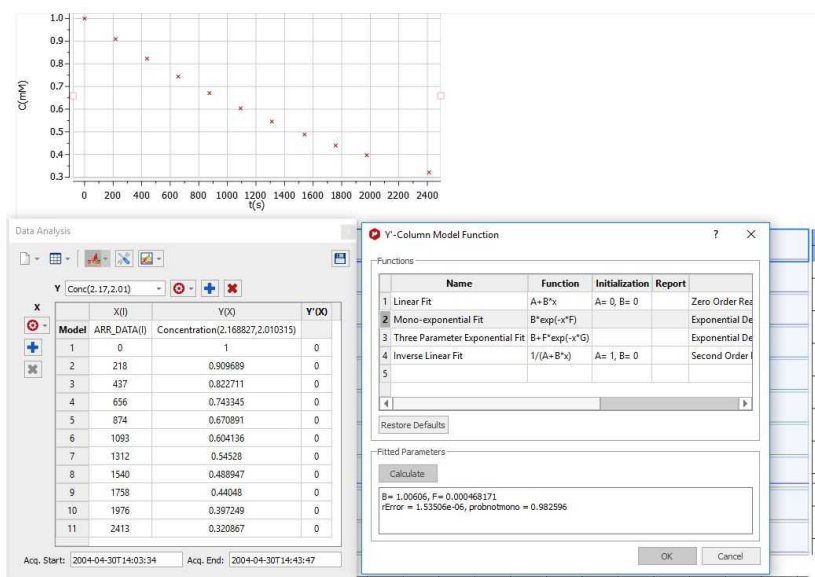 1.0
0.9
0.8
0.7
0.6
0.5
0.4
0.3
C(mM)
0 200 400 600 800 1000 1200 1400 1600 1800 2000 2200 2400
t(s)
Data Analysis
Y Conc(2.17,2.01)
X
X(I) Y(X) Y'(X)
Model ARR_DATA(I) Concentration(2.168827,2.010315)
1 0 1 0
2 218 0.909689 0
3 437 0.822711 0
4 656 0.743345 0
5 874 0.670891 0
6 1093 0.604136 0
7 1312 0.54528 0
8 1540 0.488947 0
9 1758 0.44048 0
10 1976 0.397249 0
11 2413 0.320867 0
Acq. Start: 2004-04-30T14:03:34 Acq. End: 2004-04-30T14:43:47
Y'-Column Model Function ? ×
Functions
Name Function Initialization Report
1 Linear Fit A+B*x A= 0, B= 0 Zero Order Rea
2 Mono-exponential Fit B*exp(-x*F) Exponential De
3 Three Parameter Exponential Fit B+F*exp(-x*G) Exponential De
4 Inverse Linear Fit 1/(A+B*x) A= 1, B= 0 Second Order
5
Restore Defaults
Fitted Parameters
Calculate
B= 1.00606, F= 0.000468171
rError = 1.53506e-06, probnotmono = 0.982596
OK Cancel